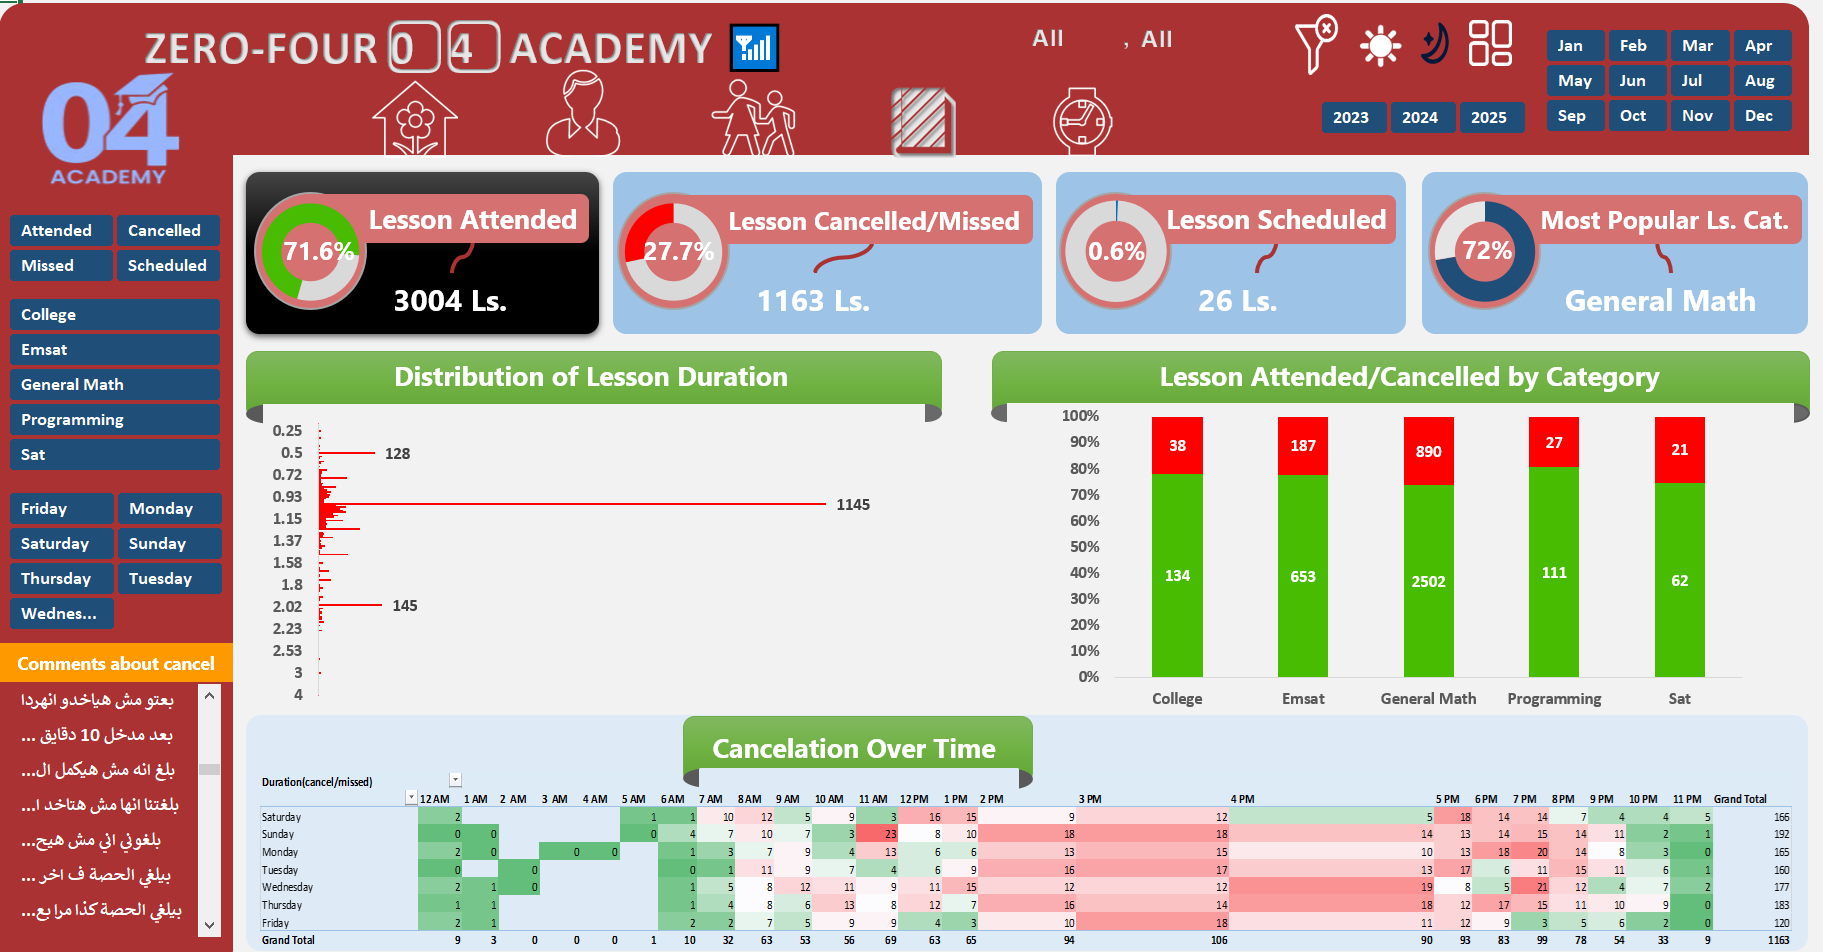 ZERO-FOUR 0 4 ACADEMY
All , All
04
ACADEMY
2023 2024 2025
Jan Feb Mar Apr
May Jun Jul Aug
Sep Oct Nov Dec
Attended Cancelled
Missed Scheduled
College
Emsat
General Math
Programming
Sat
Friday Monday
Saturday Sunday
Thursday Tuesday
Wednes...
Comments about cancel
بعتو مش هياخدو انهردا
بعد مدخل 10 دقايق ...
بلغ انه مش هيكمل ال...
بلغتنا انها مش هتاخد ا...
بلغوني اني مش هيح...
بيلغي الحصة ف اخر ...
بيلغي الحصة كذا مرا بع...
Lesson Attended
71.6%
3004 Ls.
Lesson Cancelled/Missed
27.7%
1163 Ls.
Lesson Scheduled
0.6%
26 Ls.
Most Popular Ls. Cat.
72%
General Math
Distribution of Lesson Duration
0.25
0.5 128
0.72
0.93
1145
1.15
1.37
1.58
1.8
2.02 145
2.23
2.53
3
4
Lesson Attended/Cancelled by Category
100%
90%
80%
70%
60%
50%
40%
30%
20%
10%
0%
38 187 890 27 21
134 653 2502 111 62
College Emsat General Math Programming Sat
Cancelation Over Time
Duration(cancel/missed)
12 AM 1 AM 2 AM 3 AM 4 AM 5 AM 6 AM 7 AM 8 AM 9 AM 10 AM 11 AM 12 PM 1 PM 2 PM 3 PM 4 PM 5 PM 6 PM 7 PM 8 PM 9 PM 10 PM 11 PM Grand Total
Saturday 2 1 1 10 12 5 9 3 16 15 9 12 5 18 14 14 7 4 4 5 166
Sunday 0 0 0 4 7 10 7 3 23 8 10 18 18 14 13 14 15 14 11 2 1 192
Monday 2 0 0 0 1 3 7 9 4 13 6 6 13 15 10 13 18 20 14 8 3 0 165
Tuesday 0 0 0 1 11 9 7 4 6 9 16 17 13 17 6 11 15 11 6 1 160
Wednesday 2 1 0 1 5 8 12 11 9 11 15 12 12 19 8 5 21 12 4 7 2 177
Thursday 1 1 1 4 8 6 13 8 12 7 16 14 18 12 17 15 11 10 9 0 183
Friday 2 1 2 2 7 5 9 9 4 3 10 18 11 12 9 3 5 6 2 0 120
Grand Total 9 3 0 0 0 1 10 32 63 53 56 69 63 65 94 106 90 93 83 99 78 54 33 9 1163